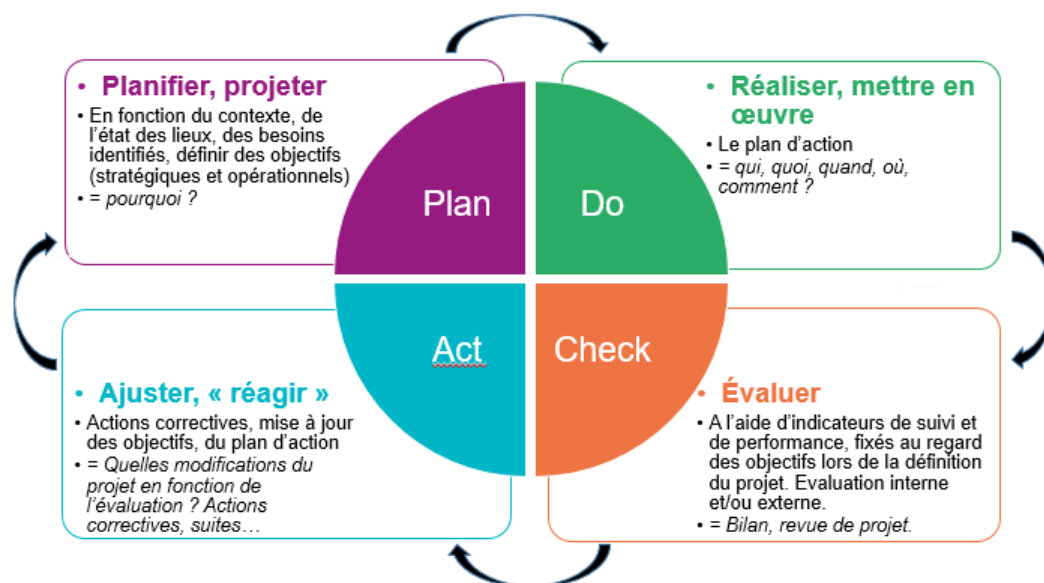 • Planifier, projeter
• En fonction du contexte, de
l'état des lieux, des besoins
identifiés, définir des objectifs
(stratégiques et opérationnels)
• = pourquoi ?
Plan
• Réaliser, mettre en
œuvre
• Le plan d'action
• = qui, quoi, quand, où,
comment ?
Do
Act
• Ajuster, « réagir »
• Actions correctives, mise à jour
des objectifs, du plan d'action
• = Quelles modifications du
projet en fonction de
l'évaluation ? Actions
correctives, suites…
Check
• Évaluer
• A l'aide d'indicateurs de suivi et
de performance, fixés au regard
des objectifs lors de la définition
du projet. Evaluation interne
et/ou externe.
• = Bilan, revue de projet.